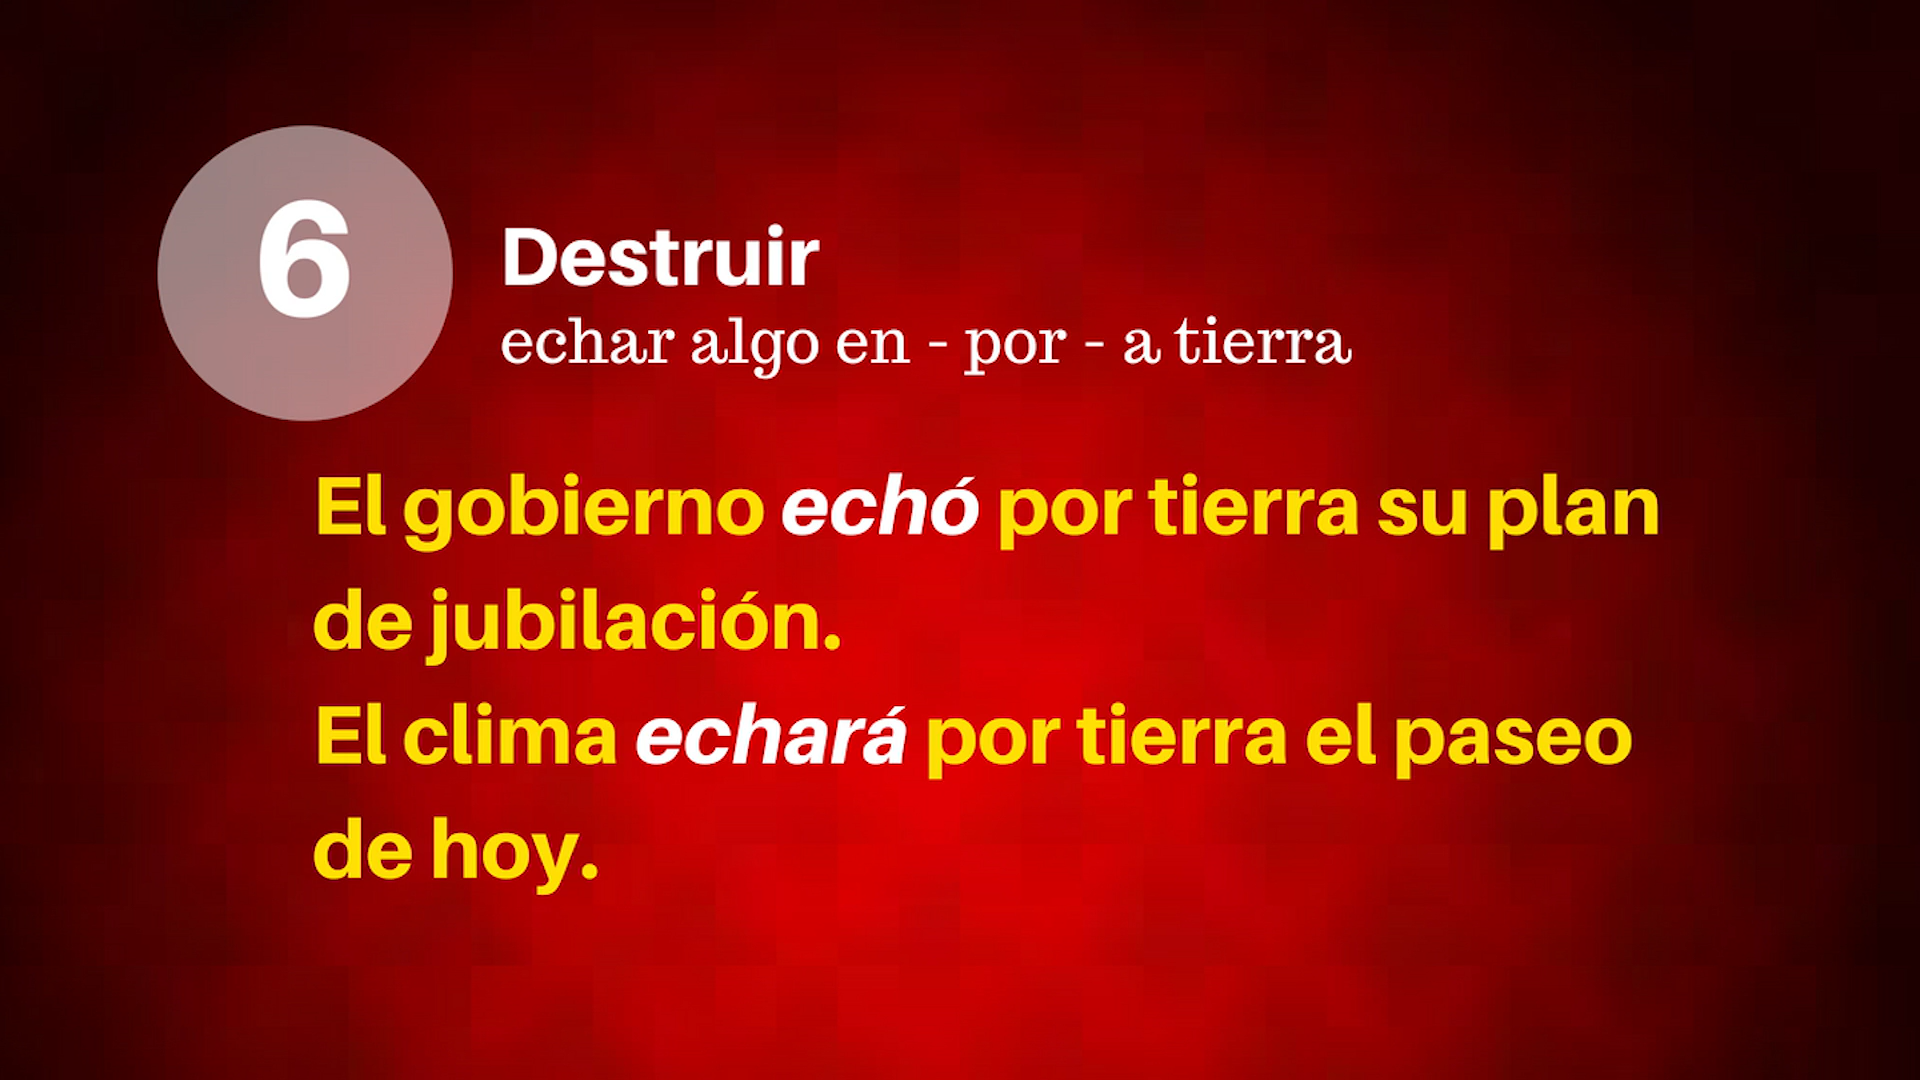 6
Destruir
echar algo en - por - a tierra
El gobierno echó por tierra su plan
de jubilación.
El clima echará por tierra el paseo
de hoy.